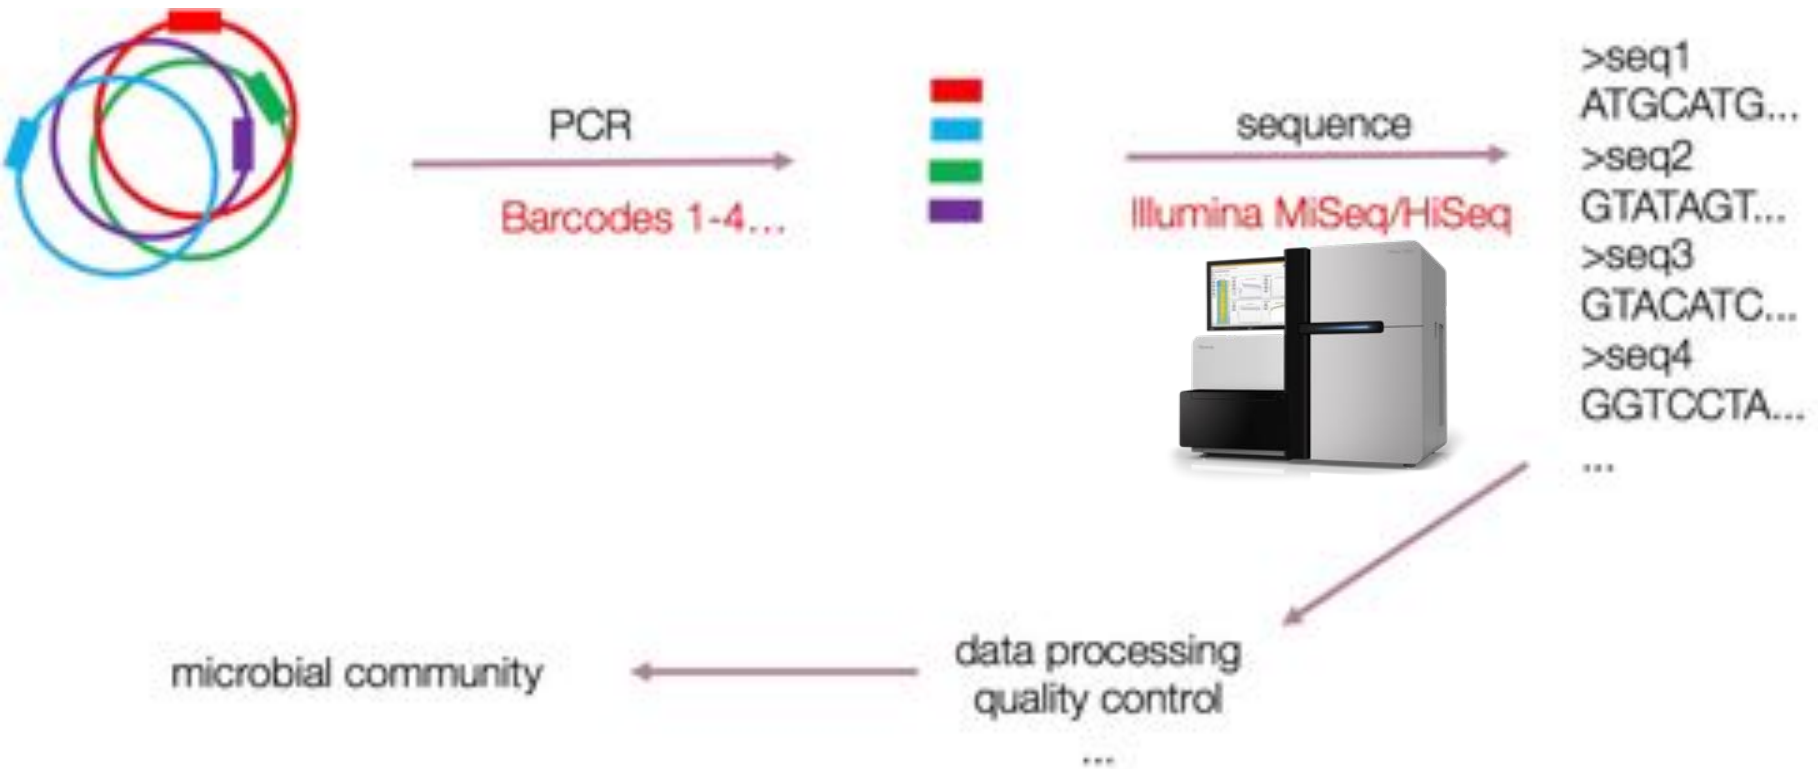 PCR
Barcodes 1-4...
sequence
Illumina MiSeq/HiSeq
>seq1
ATGCATG...
>seq2
GTATAGT...
>seq3
GTACATC...
>seq4
GGTCCTA...
...
data processing
quality control
...
microbial community